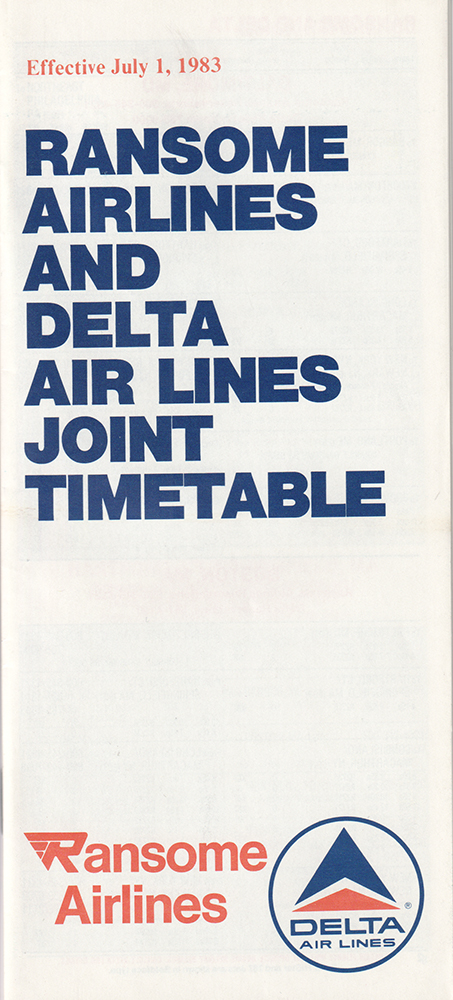 Effective July 1, 1983
RANSOME
AIRLINES
AND
DELTA
AIR LINES
JOINT
TIMETABLE
Ransome
Airlines
DELTA
AIR LINES
®